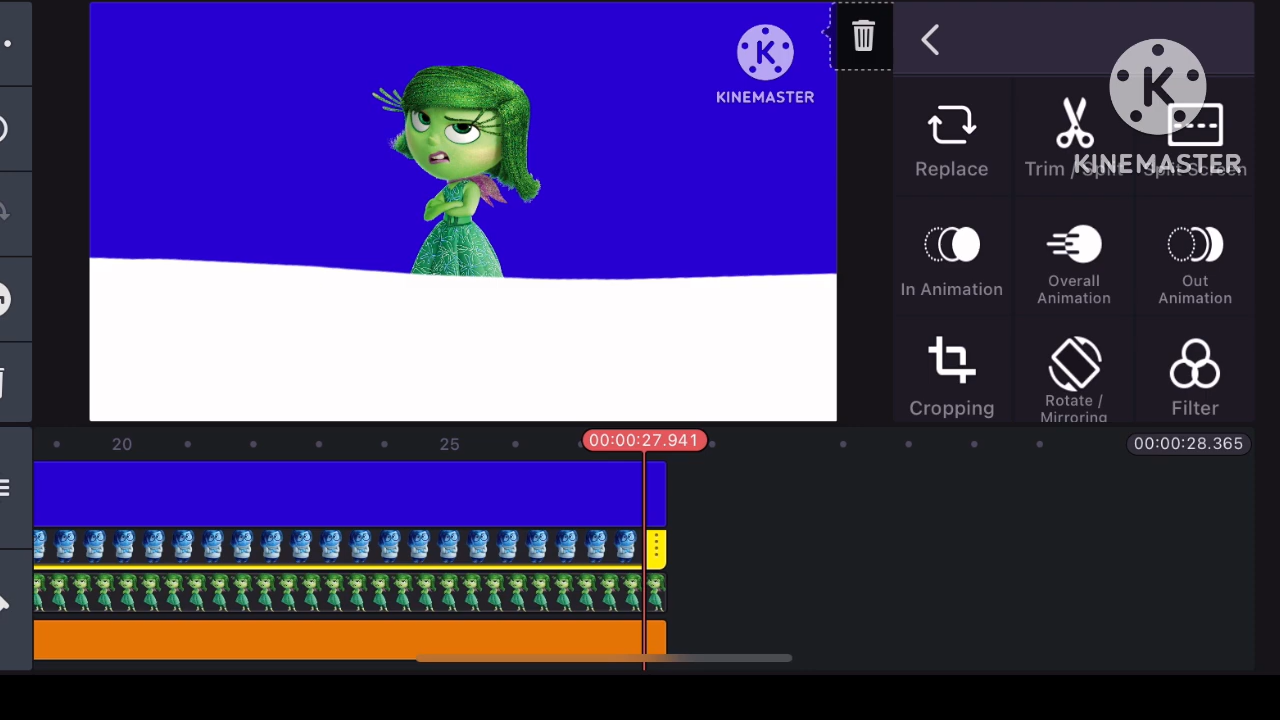 KINEMASTER
KINEMASTER
Replace
Trim / Split
Split Screen
In Animation
Overall
Animation
Out
Animation
Cropping
Rotate /
Mirroring
Filter
20
25
00:00:27.941
00:00:28.365